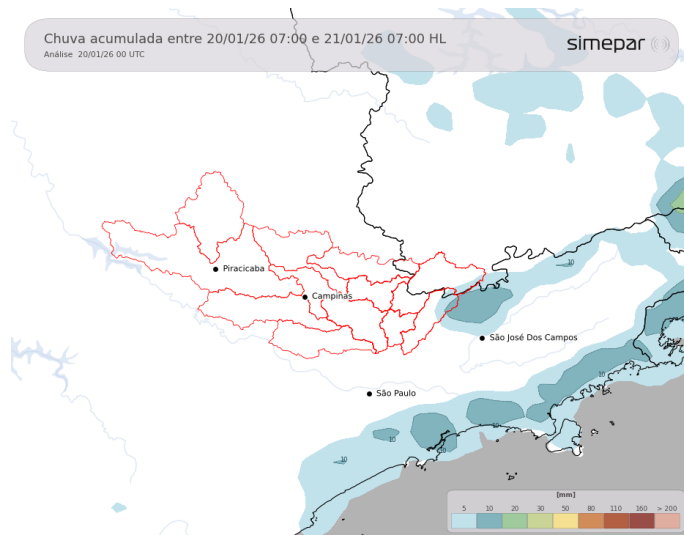 Chuva acumulada entre 20/01/26 07:00 e 21/01/26 07:00 HL
Análise 20/01/26 00 UTC
simepar
10
Piracicaba
Campinas
São José Dos Campos
10
São Paulo
10
10
10
10
[mm]
5 10 20 30 50 80 110 160 > 200